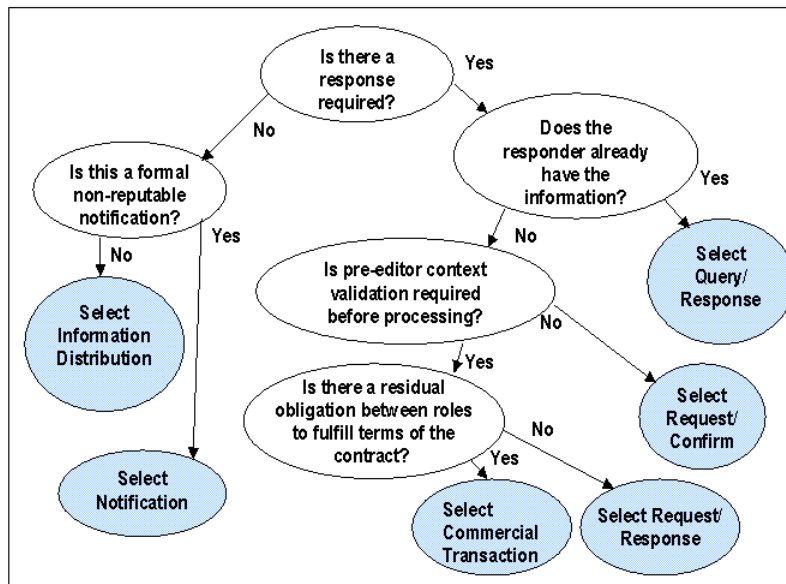 Is there a
response
required?
Yes
No
Does the
responder already
have the
information?
Is this a formal
non-reputable
notification?
Yes
No
Yes
No
Select
Query/
Response
Is pre-editor context
validation required
before processing?
Select
Information
Distribution
No
Yes
Is there a residual
obligation between roles
to fulfill terms of the
contract?
Select
Request/
Confirm
No
Yes
Select
Notification
Select
Commercial
Transaction
Select Request/
Response